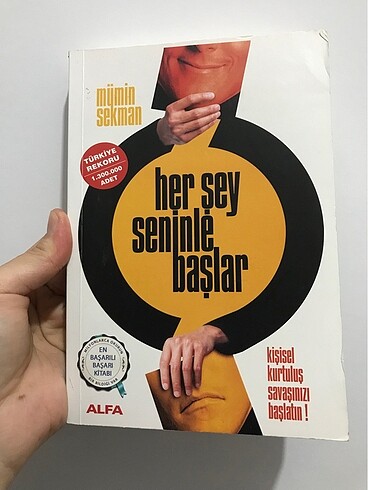 mümin
sekman
TÜRKİYE
REKORU
1.300.000
ADET
her şey
seninle
başlar
EN
BAŞARILI
BAŞARI
KİTABI
kişisel
kurtuluş
savaşınızı
başlatın !
ALFA